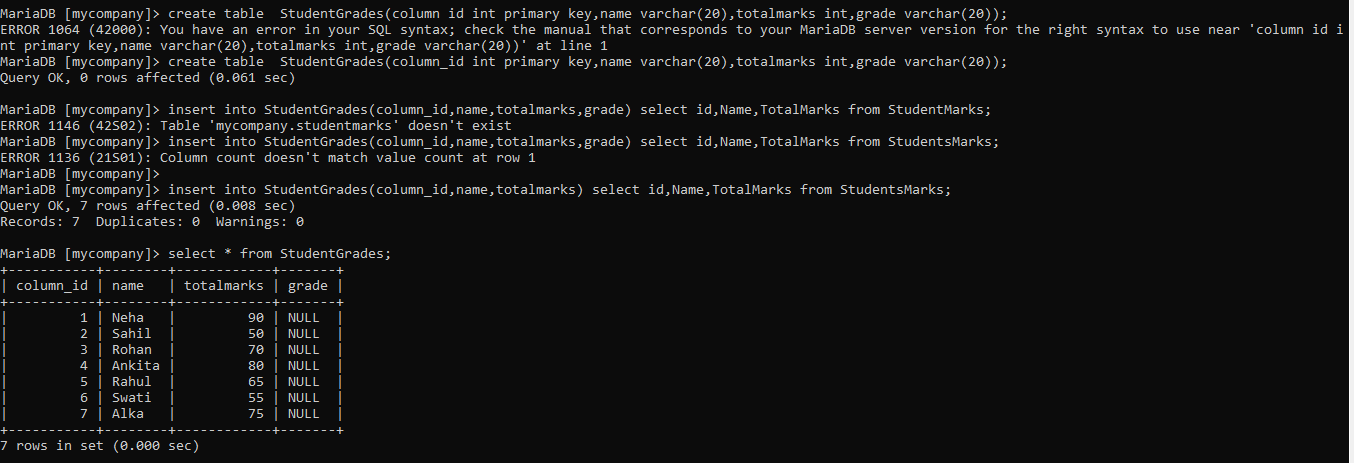 MariaDB [mycompany]> create table  StudentGrades(column id int primary key,name varchar(20),totalmarks int,grade varchar(20));
ERROR 1064 (42000): You have an error in your SQL syntax; check the manual that corresponds to your MariaDB server version for the right syntax to use near 'column id i
nt primary key,name varchar(20),totalmarks int,grade varchar(20))' at line 1
MariaDB [mycompany]> create table  StudentGrades(column_id int primary key,name varchar(20),totalmarks int,grade varchar(20));
Query OK, 0 rows affected (0.061 sec)

MariaDB [mycompany]> insert into StudentGrades(column_id,name,totalmarks,grade) select id,Name,TotalMarks from StudentMarks;
ERROR 1146 (42S02): Table 'mycompany.studentmarks' doesn't exist
MariaDB [mycompany]> insert into StudentGrades(column_id,name,totalmarks,grade) select id,Name,TotalMarks from StudentsMarks;
ERROR 1136 (21S01): Column count doesn't match value count at row 1
MariaDB [mycompany]>
MariaDB [mycompany]> insert into StudentGrades(column_id,name,totalmarks) select id,Name,TotalMarks from StudentsMarks;
Query OK, 7 rows affected (0.008 sec)
Records: 7  Duplicates: 0  Warnings: 0

MariaDB [mycompany]> select * from StudentGrades;
+-----------+--------+------------+-------+
| column_id | name   | totalmarks | grade |
+-----------+--------+------------+-------+
|         1 | Neha   |         90 | NULL  |
|         2 | Sahil  |         50 | NULL  |
|         3 | Rohan  |         70 | NULL  |
|         4 | Ankita |         80 | NULL  |
|         5 | Rahul  |         65 | NULL  |
|         6 | Swati  |         55 | NULL  |
|         7 | Alka   |         75 | NULL  |
+-----------+--------+------------+-------+
7 rows in set (0.000 sec)